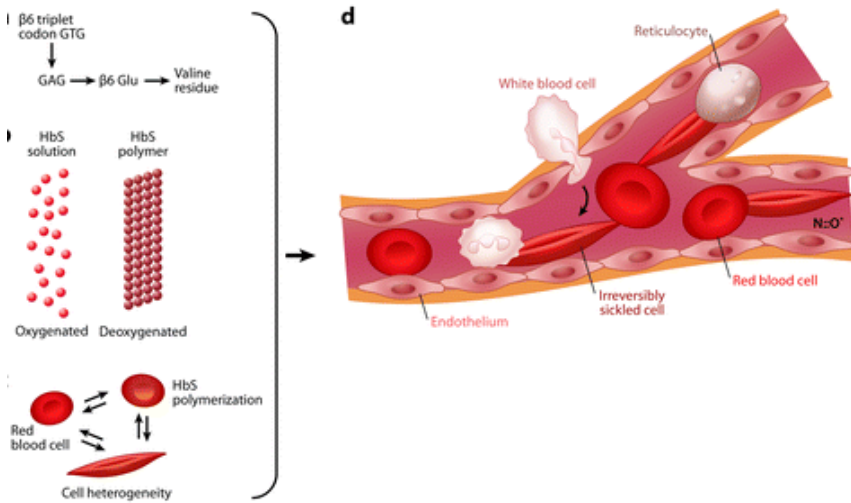 β6 triplet
codon GTG
GAG → β6 Glu → Valine
residue
HbS
solution
HbS
polymer
Oxygenated
Deoxygenated
HbS
polymerization
Red
blood cell
Cell heterogeneity
d
Reticulocyte
White blood cell
N::O•
Red blood cell
Irreversibly
sickled cell
Endothelium